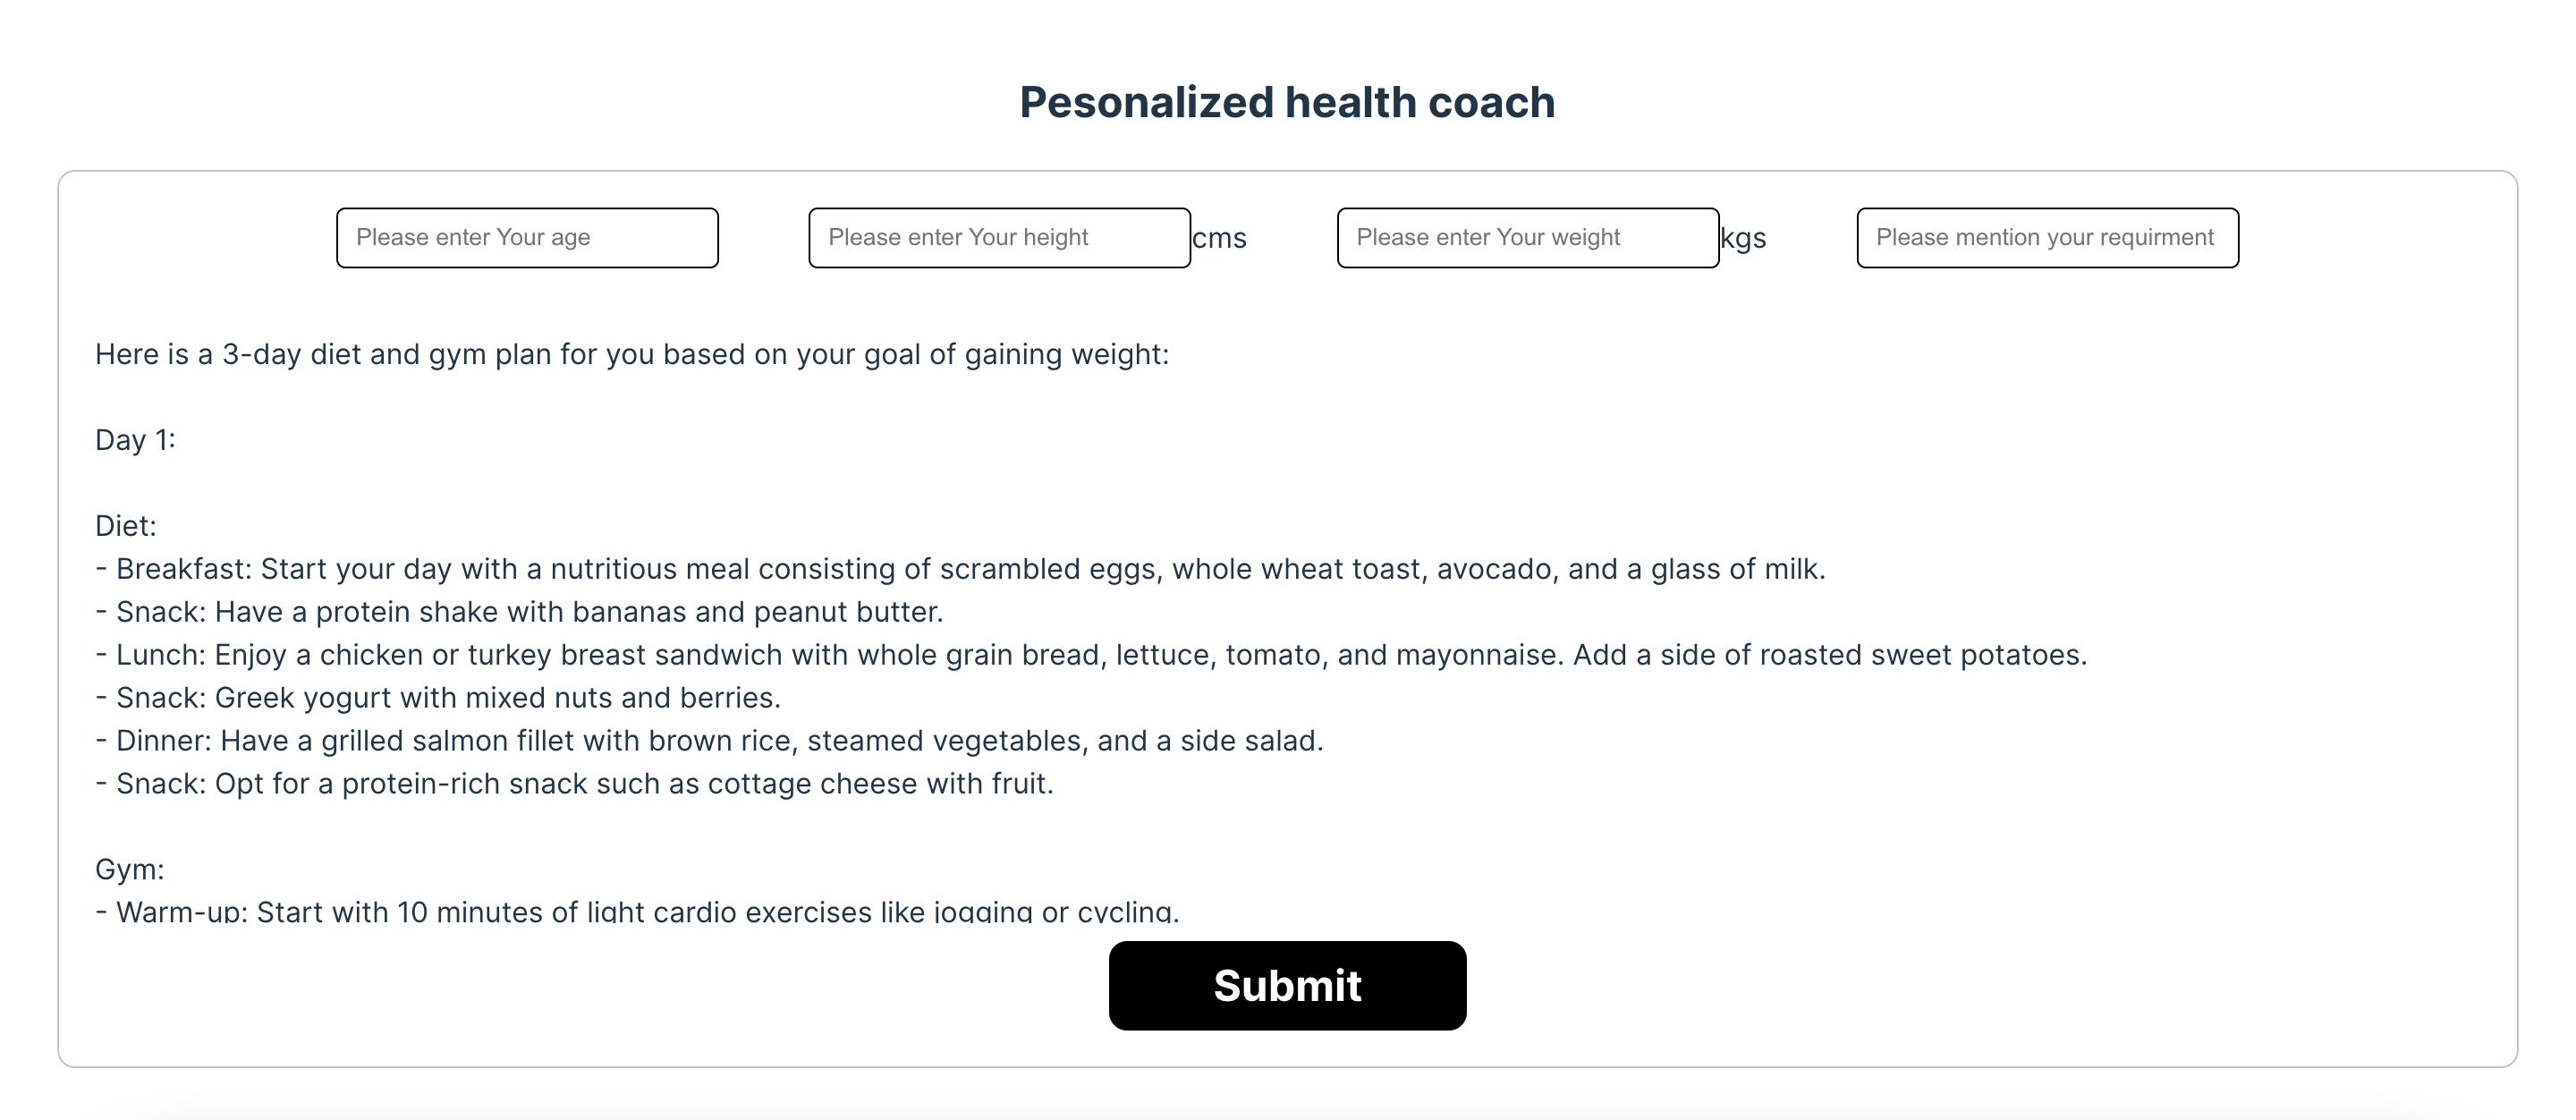 Pesonalized health coach
Please enter Your age
Please enter Your height cms
Please enter Your weight kgs
Please mention your requirment
Here is a 3-day diet and gym plan for you based on your goal of gaining weight:
Day 1:
Diet:
- Breakfast: Start your day with a nutritious meal consisting of scrambled eggs, whole wheat toast, avocado, and a glass of milk.
- Snack: Have a protein shake with bananas and peanut butter.
- Lunch: Enjoy a chicken or turkey breast sandwich with whole grain bread, lettuce, tomato, and mayonnaise. Add a side of roasted sweet potatoes.
- Snack: Greek yogurt with mixed nuts and berries.
- Dinner: Have a grilled salmon fillet with brown rice, steamed vegetables, and a side salad.
- Snack: Opt for a protein-rich snack such as cottage cheese with fruit.
Gym:
- Warm-up: Start with 10 minutes of light cardio exercises like jogging or cycling.
Submit